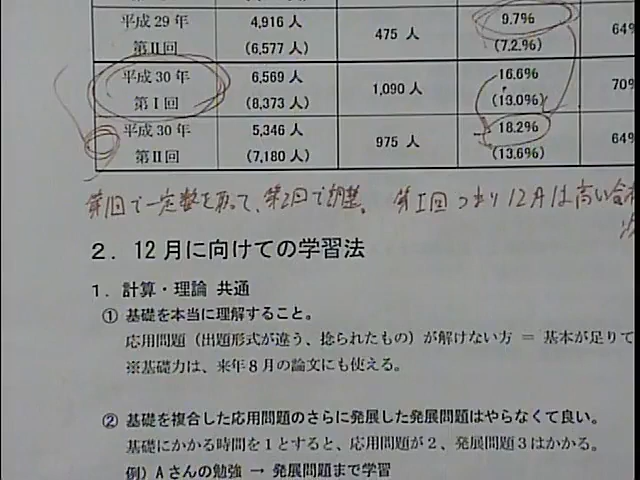 平成 29 年 4,916 人 475 人 9.7% 64%
第Ⅱ回 (6,577 人) (7.2.%)
平成 30 年 6,569 人 1,090 人 16.6% 70%
第Ⅰ回 (8,373 人) (13.0%)
平成 30 年 5,346 人 975 人 18.2% 64%
第Ⅱ回 (7,180 人) (13.6%)
第1回で一定数を取って、第2回で調整。 第Ⅰ回 つまり 12月は高い合
2．12 月に向けての学習法
1．計算・理論 共通
① 基礎を本当に理解すること。
応用問題（出題形式が違う、捻られたもの）が解けない方 ＝ 基本が足りて
※基礎力は、来年 8 月の論文にも使える。
② 基礎を複合した応用問題のさらに発展した発展問題はやらなくて良い。
基礎にかかる時間を 1 とすると、応用問題が 2 、発展問題 3 はかかる。
例）A さんの勉強 → 発展問題まで学習